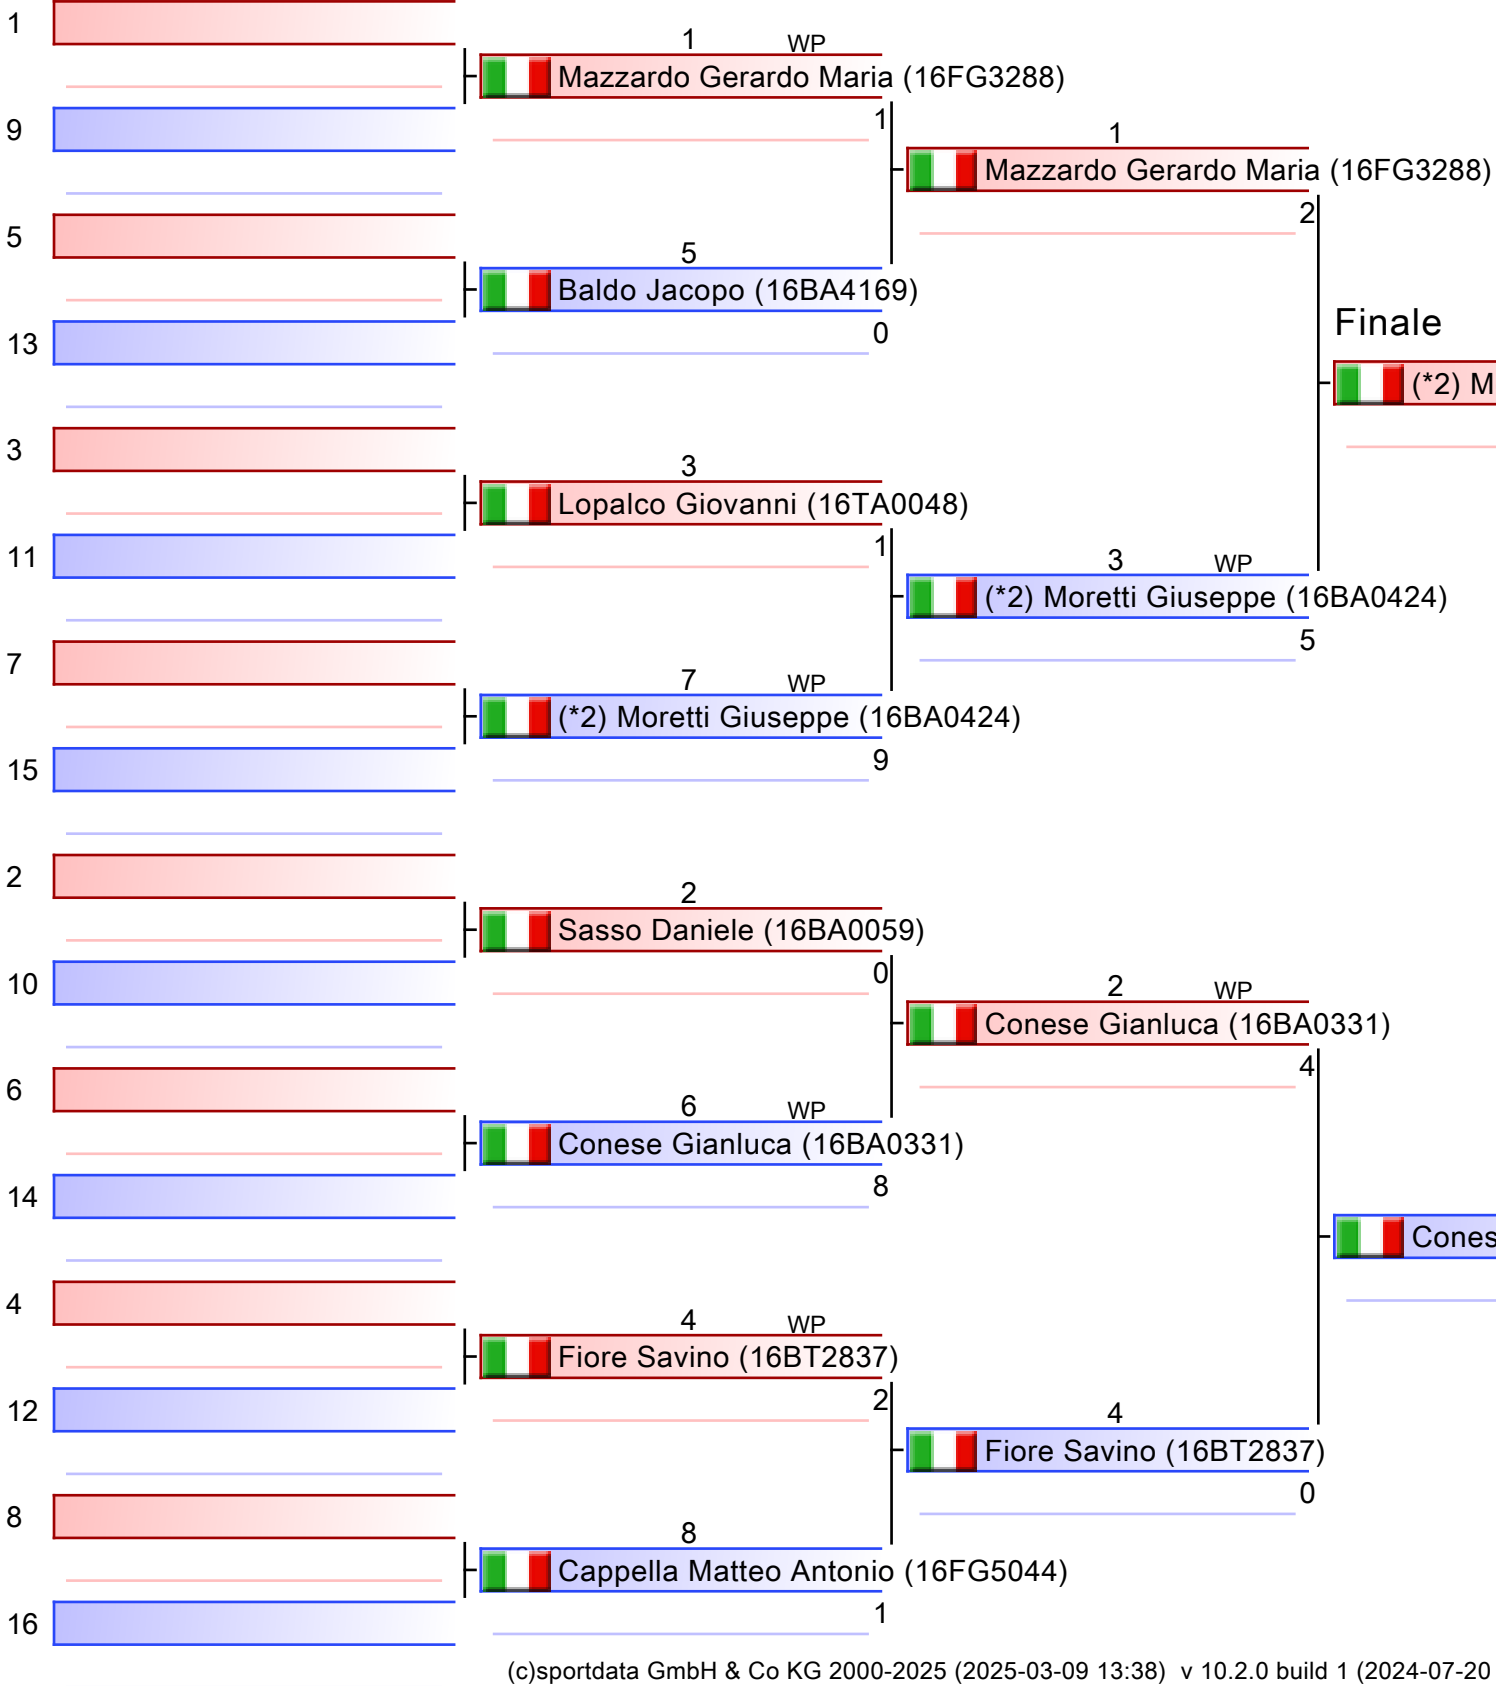 1
1 WP
Mazzardo Gerardo Maria (16FG3288)
1
9
1
Mazzardo Gerardo Maria (16FG3288)
2
5
5
Baldo Jacopo (16BA4169)
0
13
Finale
(*2) M
3
3
Lopalco Giovanni (16TA0048)
1
11
3 WP
(*2) Moretti Giuseppe (16BA0424)
5
7
7 WP
(*2) Moretti Giuseppe (16BA0424)
9
15
2
2
Sasso Daniele (16BA0059)
0
10
2 WP
Conese Gianluca (16BA0331)
4
6
6 WP
Conese Gianluca (16BA0331)
8
14
Cones
4
4 WP
Fiore Savino (16BT2837)
2
12
4
Fiore Savino (16BT2837)
0
8
8
Cappella Matteo Antonio (16FG5044)
1
16
(c)sportdata GmbH & Co KG 2000-2025 (2025-03-09 13:38) v 10.2.0 build 1 (2024-07-20